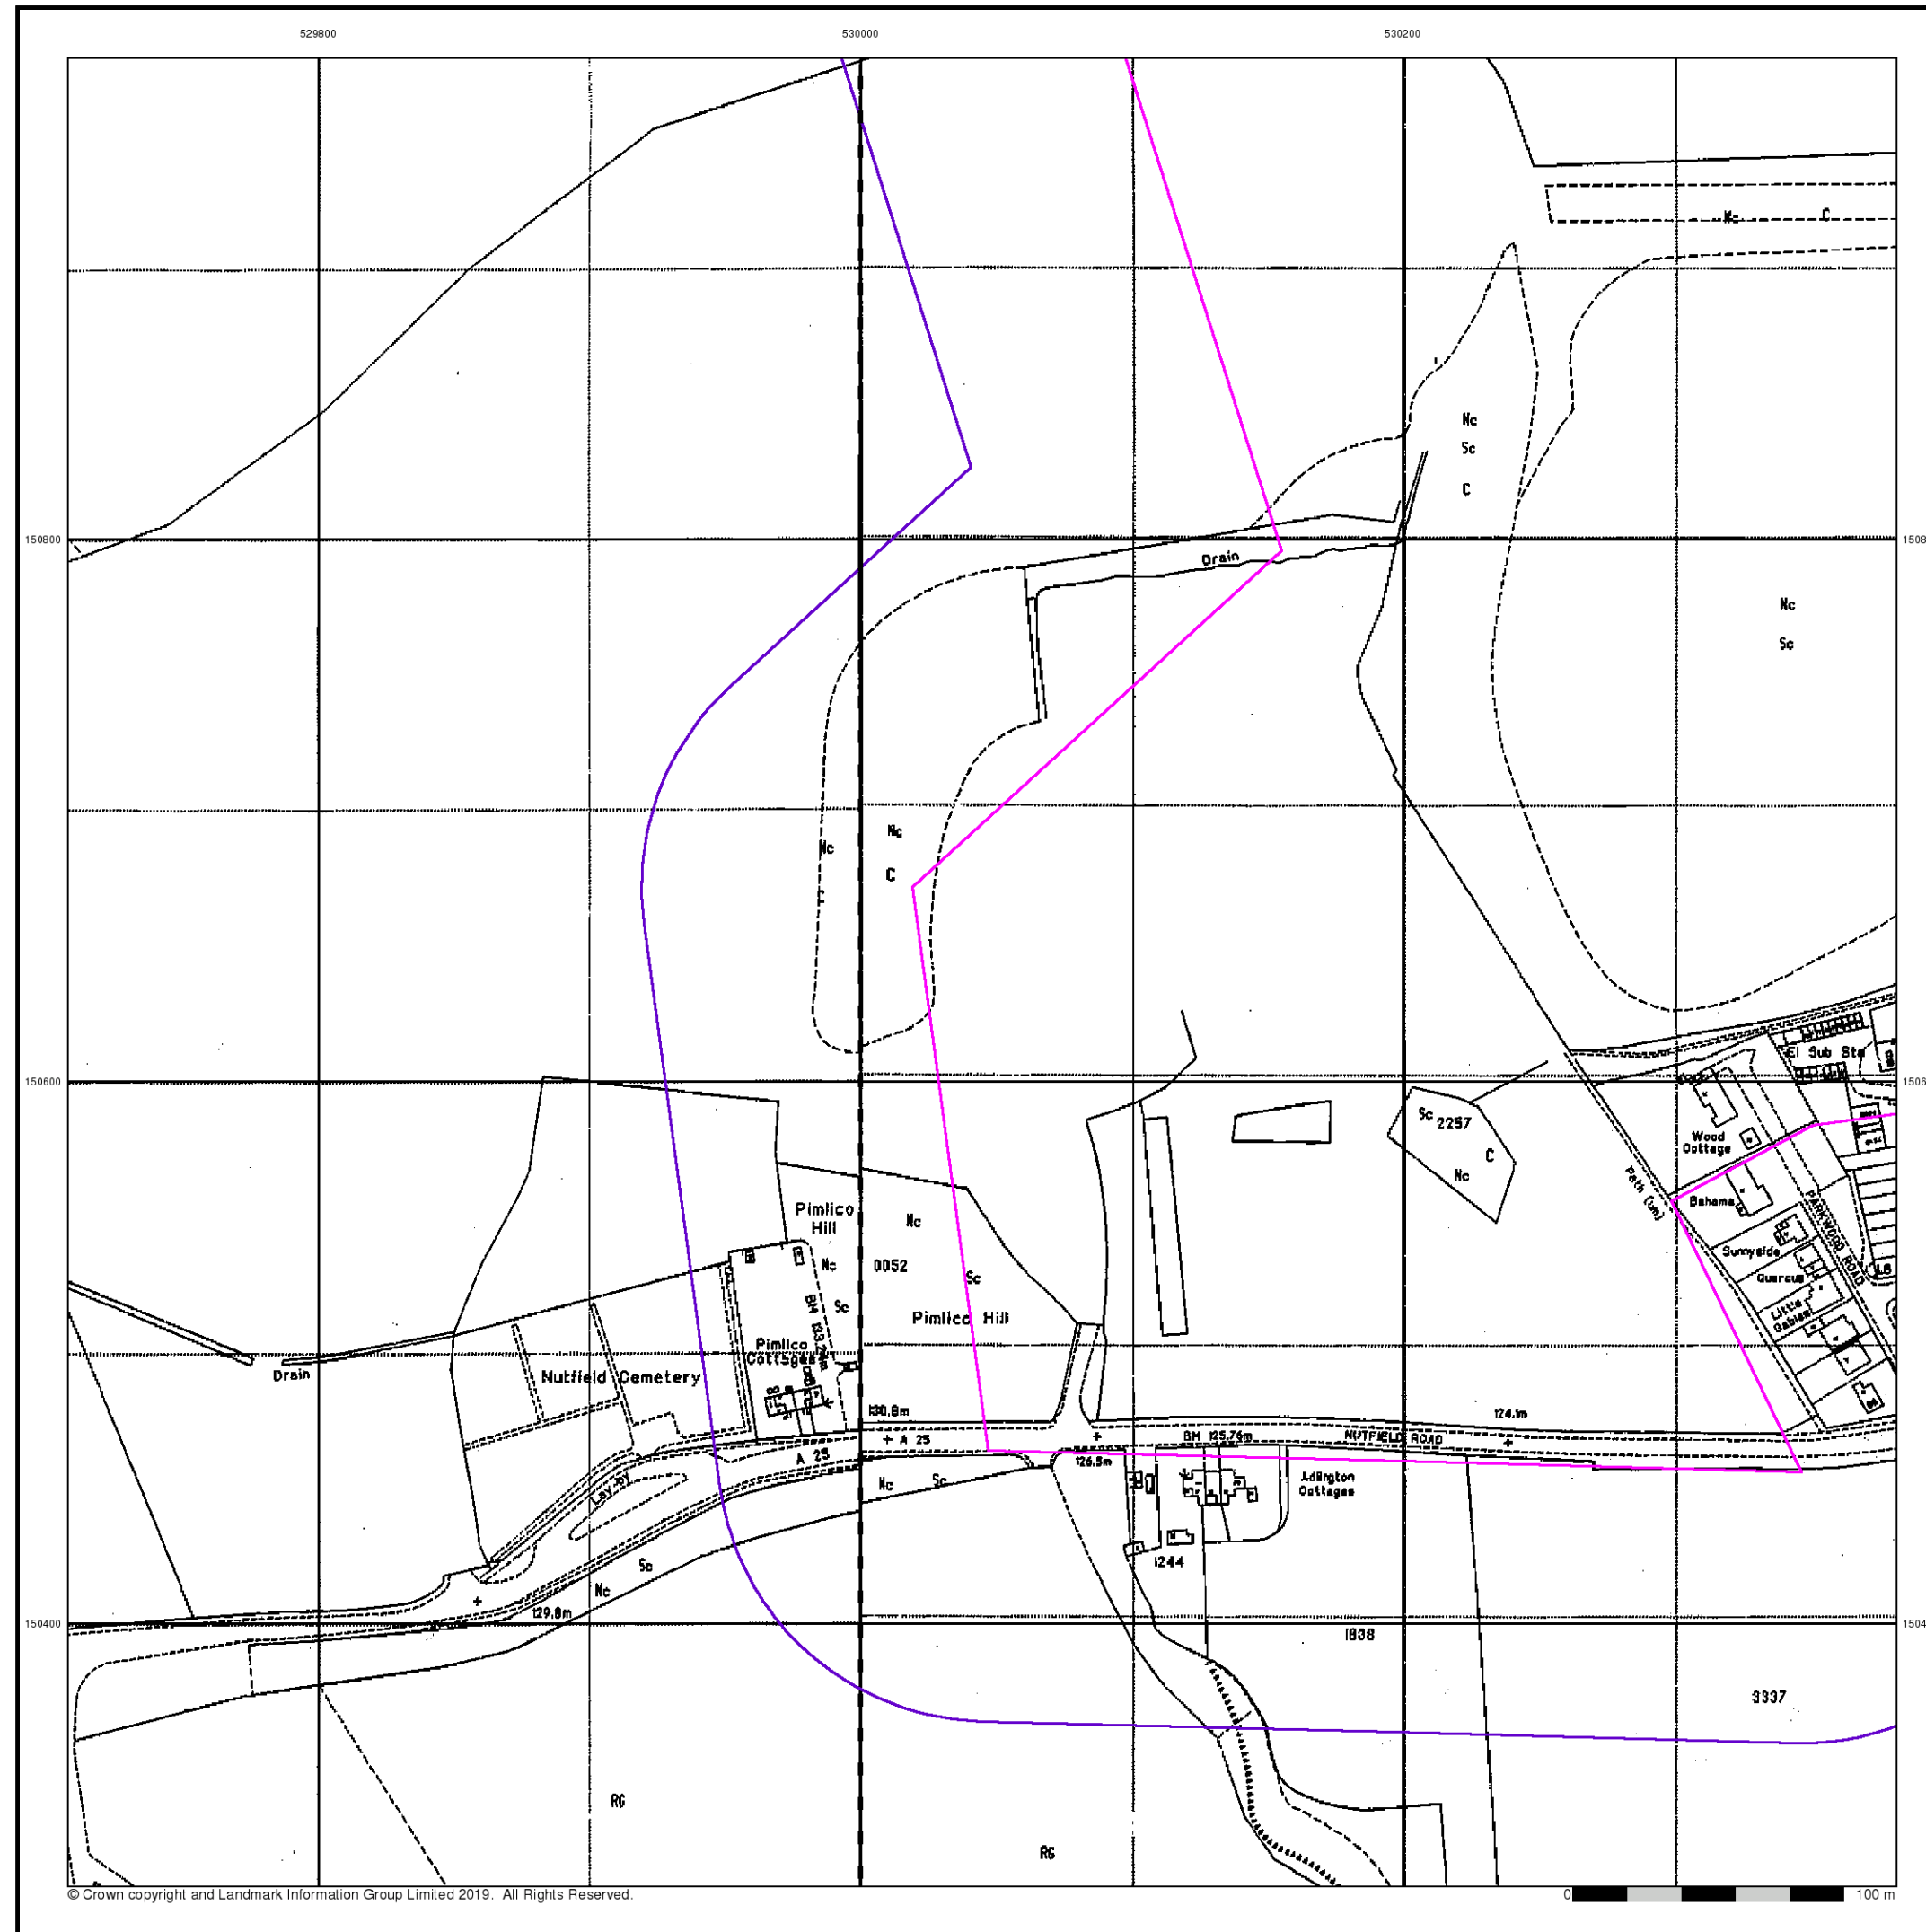 529800 530000 530200
Nc C
Nc
Sc
C
150800
Drain
Nc
Sc
Nc
Nc
C
El Sub Sta
150600
Sc 2257
C
Nc
Wood
Cottage
Path (um)
Bahama
PARKWOOD ROAD
Pimlico
Hill
Nc
Nc 0052
Sc
Sc
Sunnyside
Quercus
LB
Little
Gables
BM 133.74m
Pimlico Hill
Pimlico
Cottages
Drain
Nutfield Cemetery
130.8m
124.1m
A 25
BM 125.76m
NUTFIELD ROAD
A 25
126.5m
Lay-by
Nc Sc
Adlington
Cottages
Sc
Nc
1244
129.8m
150400
1838
3337
RG
RG
© Crown copyright and Landmark Information Group Limited 2019. All Rights Reserved.
0 100 m